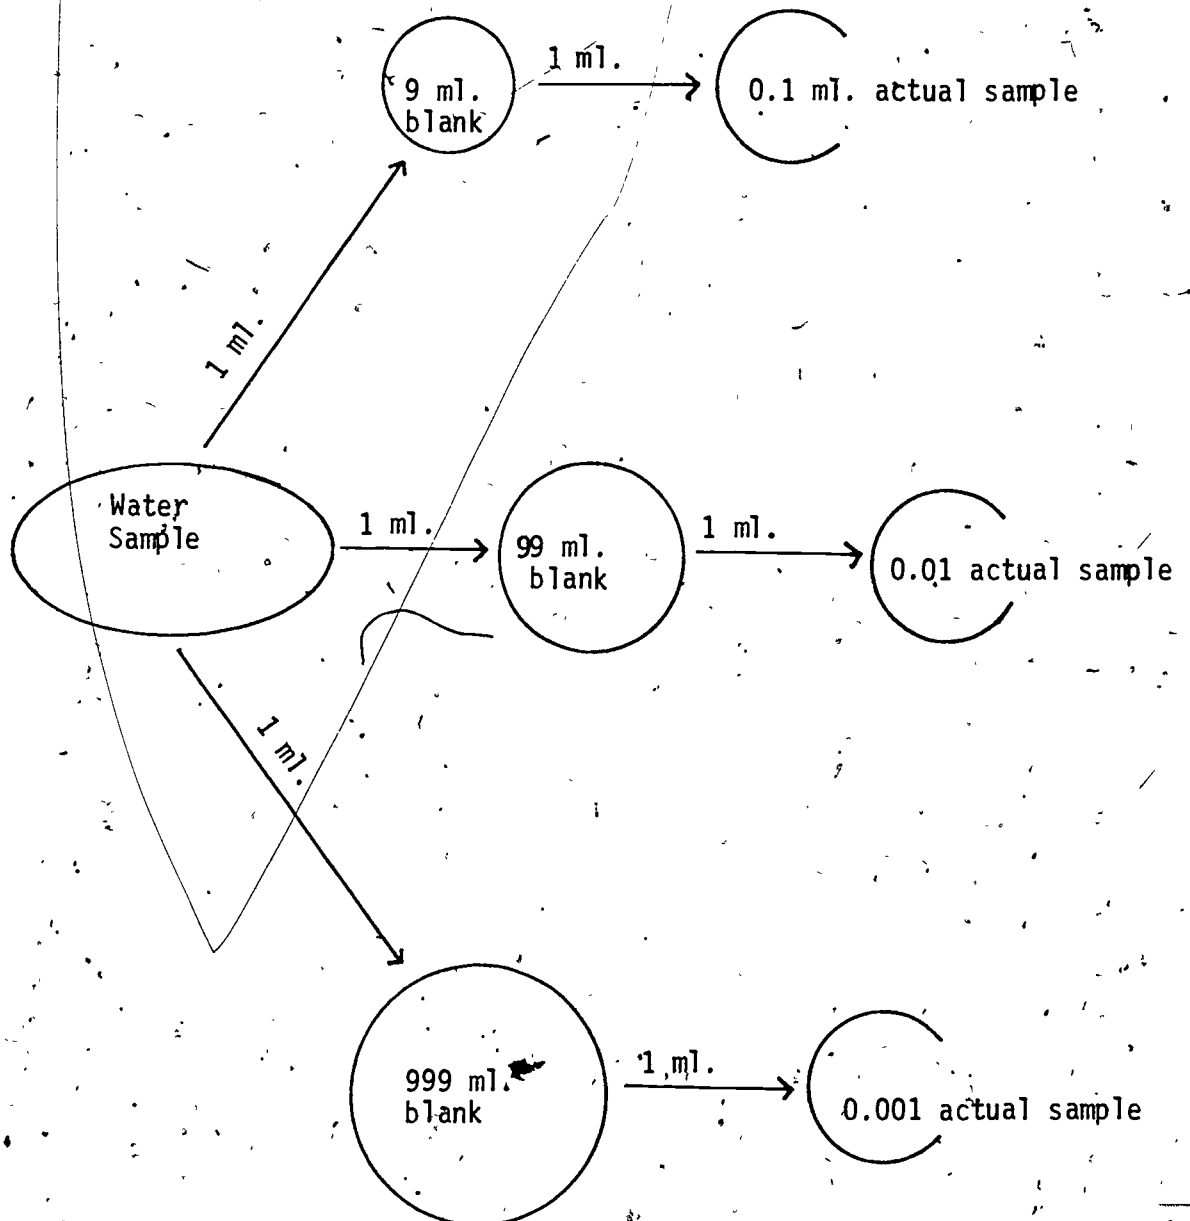 1 ml.
9 ml.
blank
0.1 ml. actual sample
1 ml.
Water
Sample
1 ml.
99 ml.
blank
1 ml.
0.01 actual sample
1 ml.
999 ml.
blank
1 ml.
0.001 actual sample